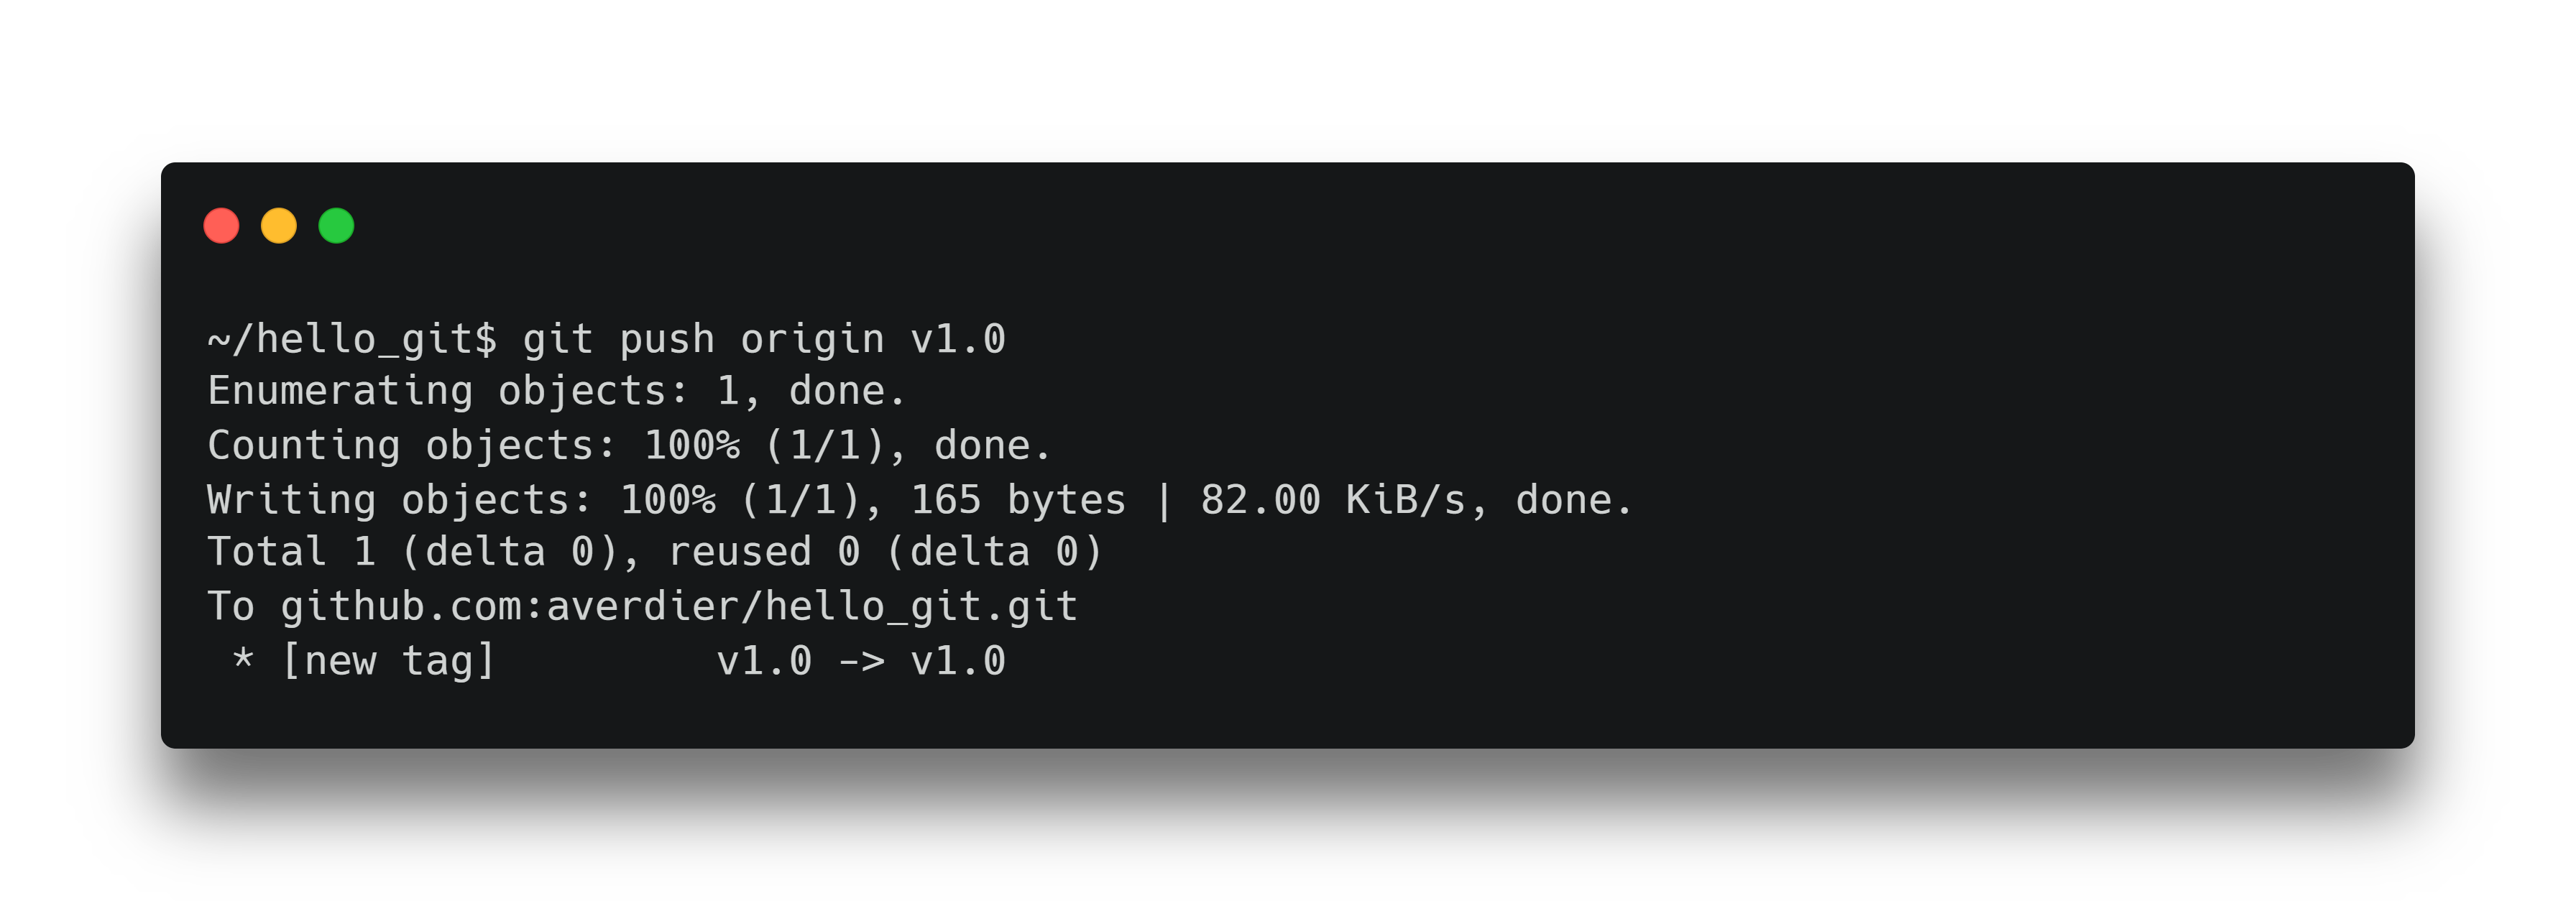 ~/hello_git$ git push origin v1.0
Enumerating objects: 1, done.
Counting objects: 100% (1/1), done.
Writing objects: 100% (1/1), 165 bytes | 82.00 KiB/s, done.
Total 1 (delta 0), reused 0 (delta 0)
To github.com:averdier/hello_git.git
 * [new tag]         v1.0 -> v1.0